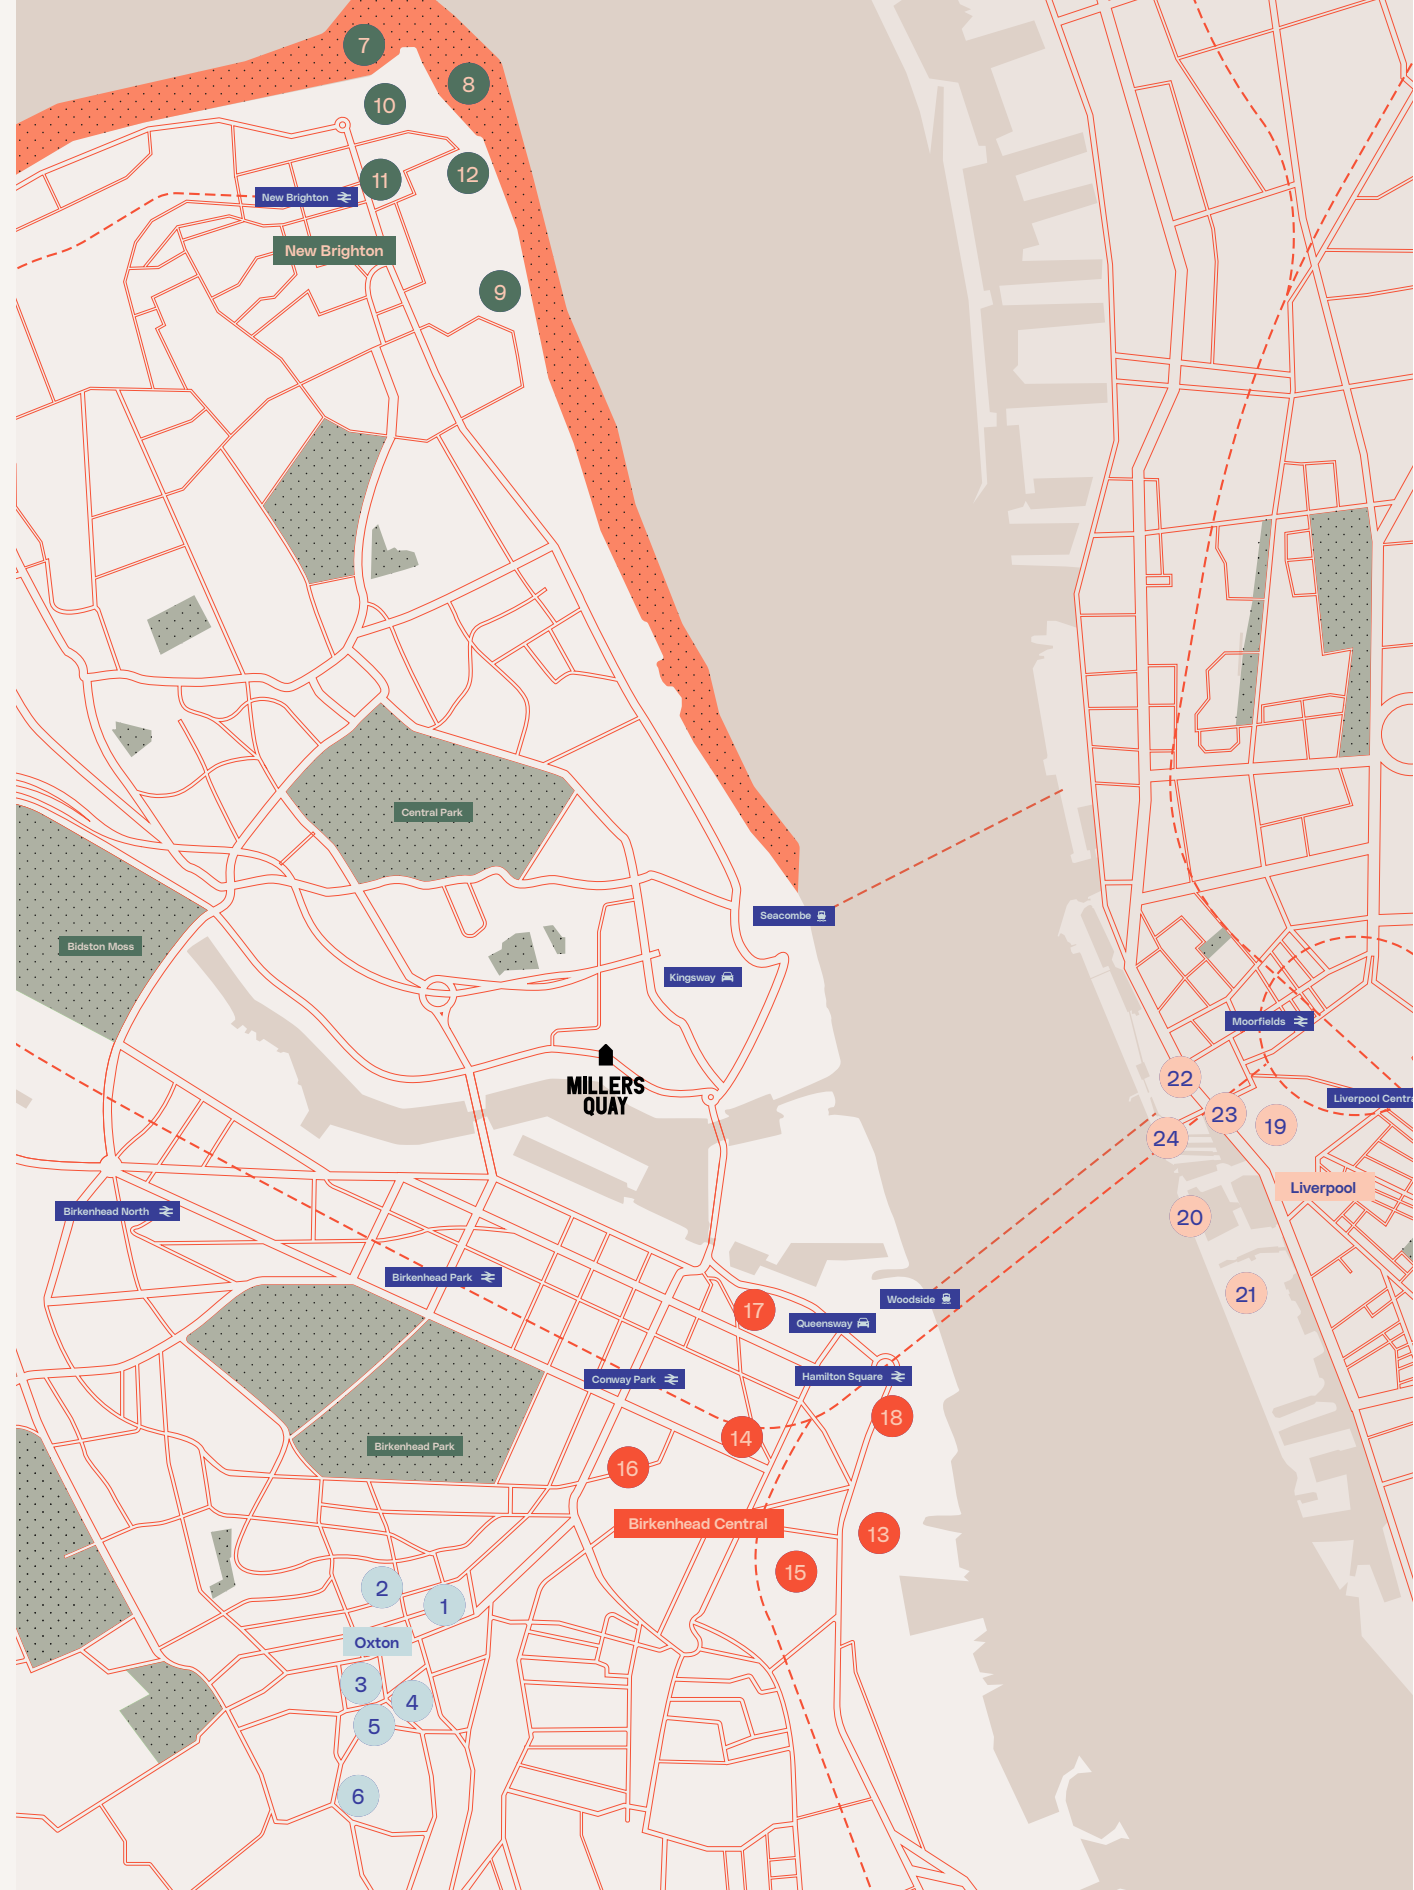 7
8
10
11
12
New Brighton
New Brighton
9
Central Park
Bidston Moss
Seacombe
Kingsway
Moorfields
MILLERS
QUAY
22
Liverpool Centra
23
19
24
Liverpool
20
Birkenhead North
Birkenhead Park
21
Woodside
17
Queensway
Hamilton Square
Conway Park
18
14
Birkenhead Park
16
Birkenhead Central
13
15
2
1
Oxton
3
4
5
6